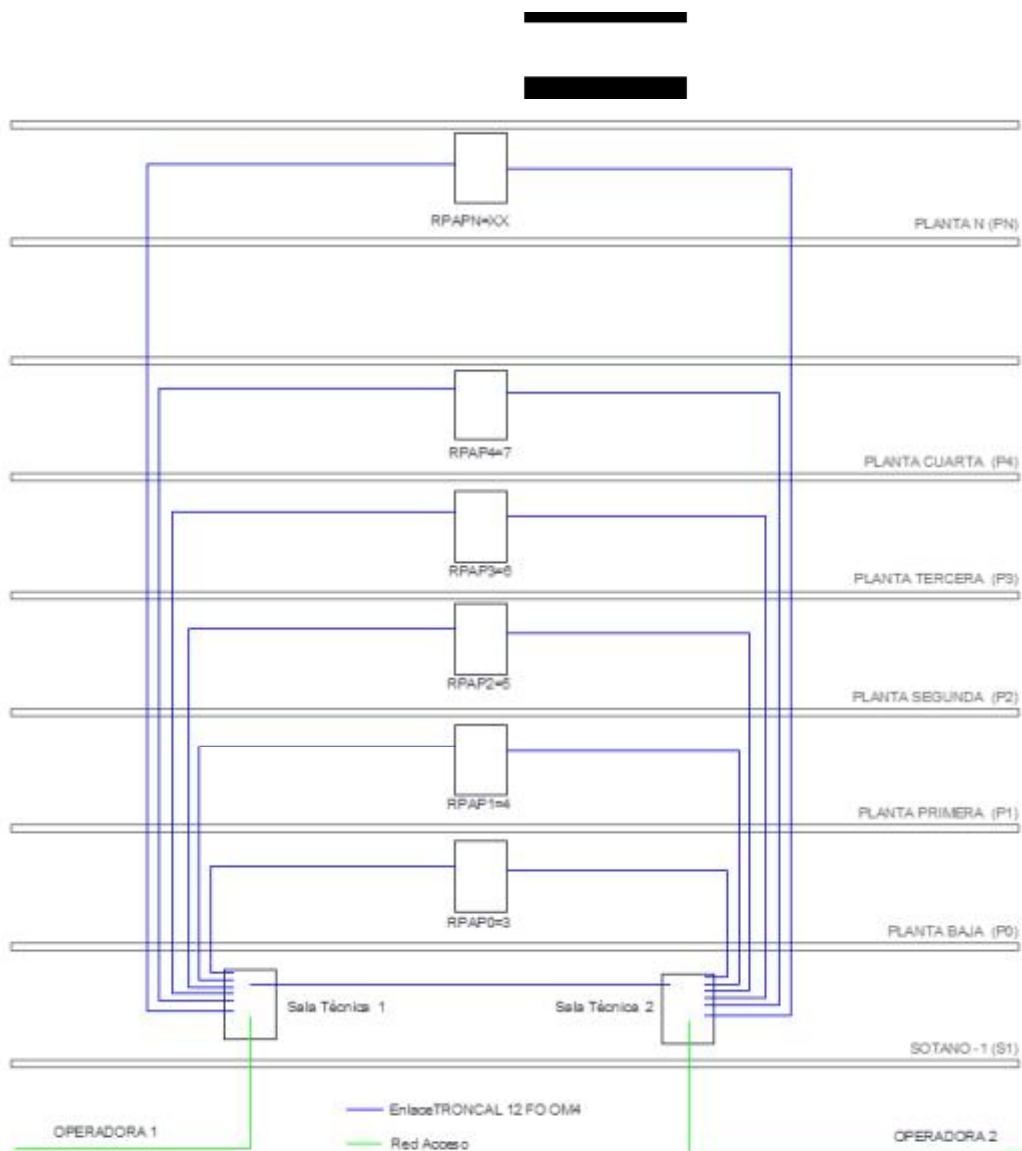 RPAPN=XX
PLANTA N (PN)
RPAP4=7
PLANTA CUARTA (P4)
RPAP3=6
PLANTA TERCERA (P3)
RPAP2=5
PLANTA SEGUNDA (P2)
RPAP1=4
PLANTA PRIMERA (P1)
RPAP0=3
PLANTA BAJA (P0)
Sala Técnica 1
Sala Técnica 2
SOTANO -1 (S1)
EnlaceTRONCAL 12 FO OM4
OPERADORA 1
OPERADORA 2
Red Acceso